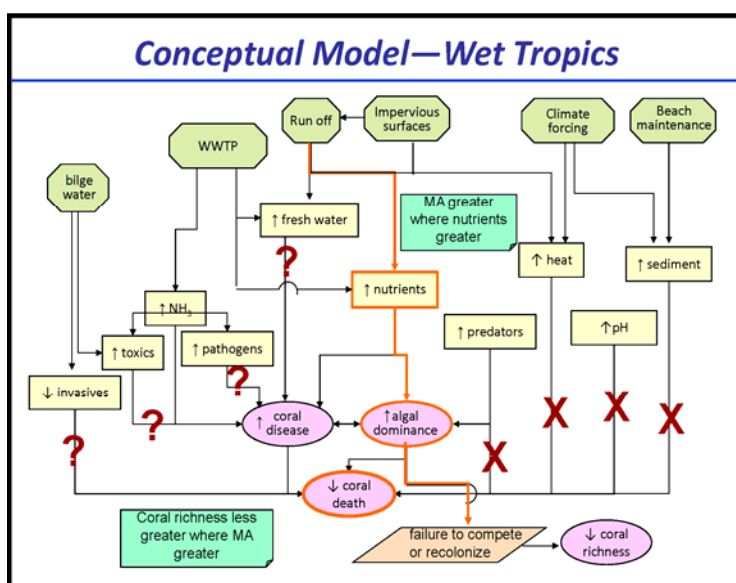 Conceptual Model—Wet Tropics
Run off
Impervious
surfaces
Climate
forcing
Beach
maintenance
WWTP
bilge
water
↑ fresh water
MA greater
where nutrients
greater
?
↑ heat
↑ sediment
↑ nutrients
↑ NH₃
↑ predators
↑pH
↑ toxics
↑ pathogens
↓ invasives
?
?
?
X
X
X
X
↑ coral
disease
↑algal
dominance
↓ coral
death
Coral richness less
greater where MA
greater
failure to compete
or recolonize
↓ coral
richness